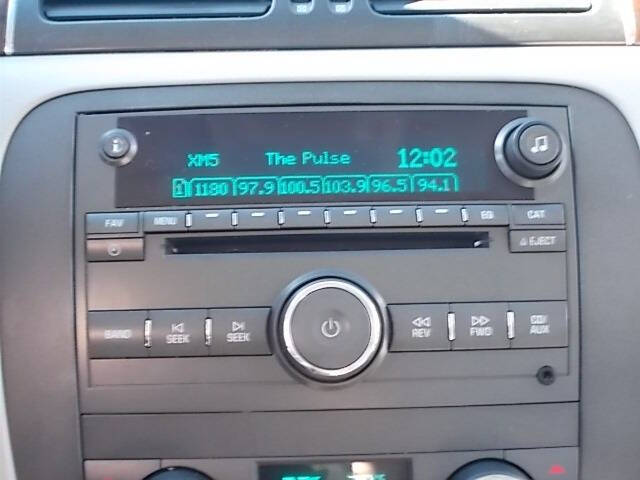 XM5 The Pulse 12:02
1 1180 97.9 100.5 103.9 96.5 94.1
FAV MENU EQ CAT
EJECT
BAND SEEK SEEK REV FWD CD/AUX